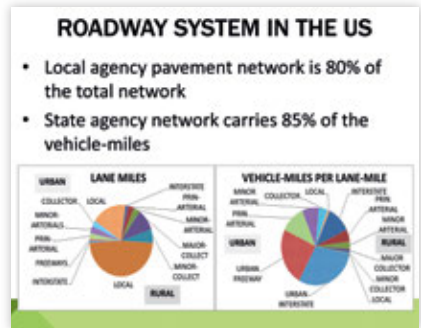 ROADWAY SYSTEM IN THE US
• Local agency pavement network is 80% of
the total network
• State agency network carries 85% of the
vehicle-miles
LANE MILES
URBAN
COLLECTOR
LOCAL
INTERSTATE
PRIN-
ARTERIAL
MINOR-
ARTERIAL
MINOR-
ARTERIALS
PRIN-
ARTERIAL
FREEWAYS
INTERSTATE
MAJOR-
COLLECT
MINOR-
COLLECT
LOCAL
RURAL
VEHICLE-MILES PER LANE-MILE
MINOR
ARTERIAL
COLLECTOR
LOCAL
INTERSTATE
PRIN
ARTERIAL
PRIN
ARTERIAL
MINOR
ARTERIAL
URBAN
RURAL
MAJOR
COLLECTOR
URBAN
FREEWAY
MINOR
COLLECTOR
LOCAL
URBAN
INTERSTATE